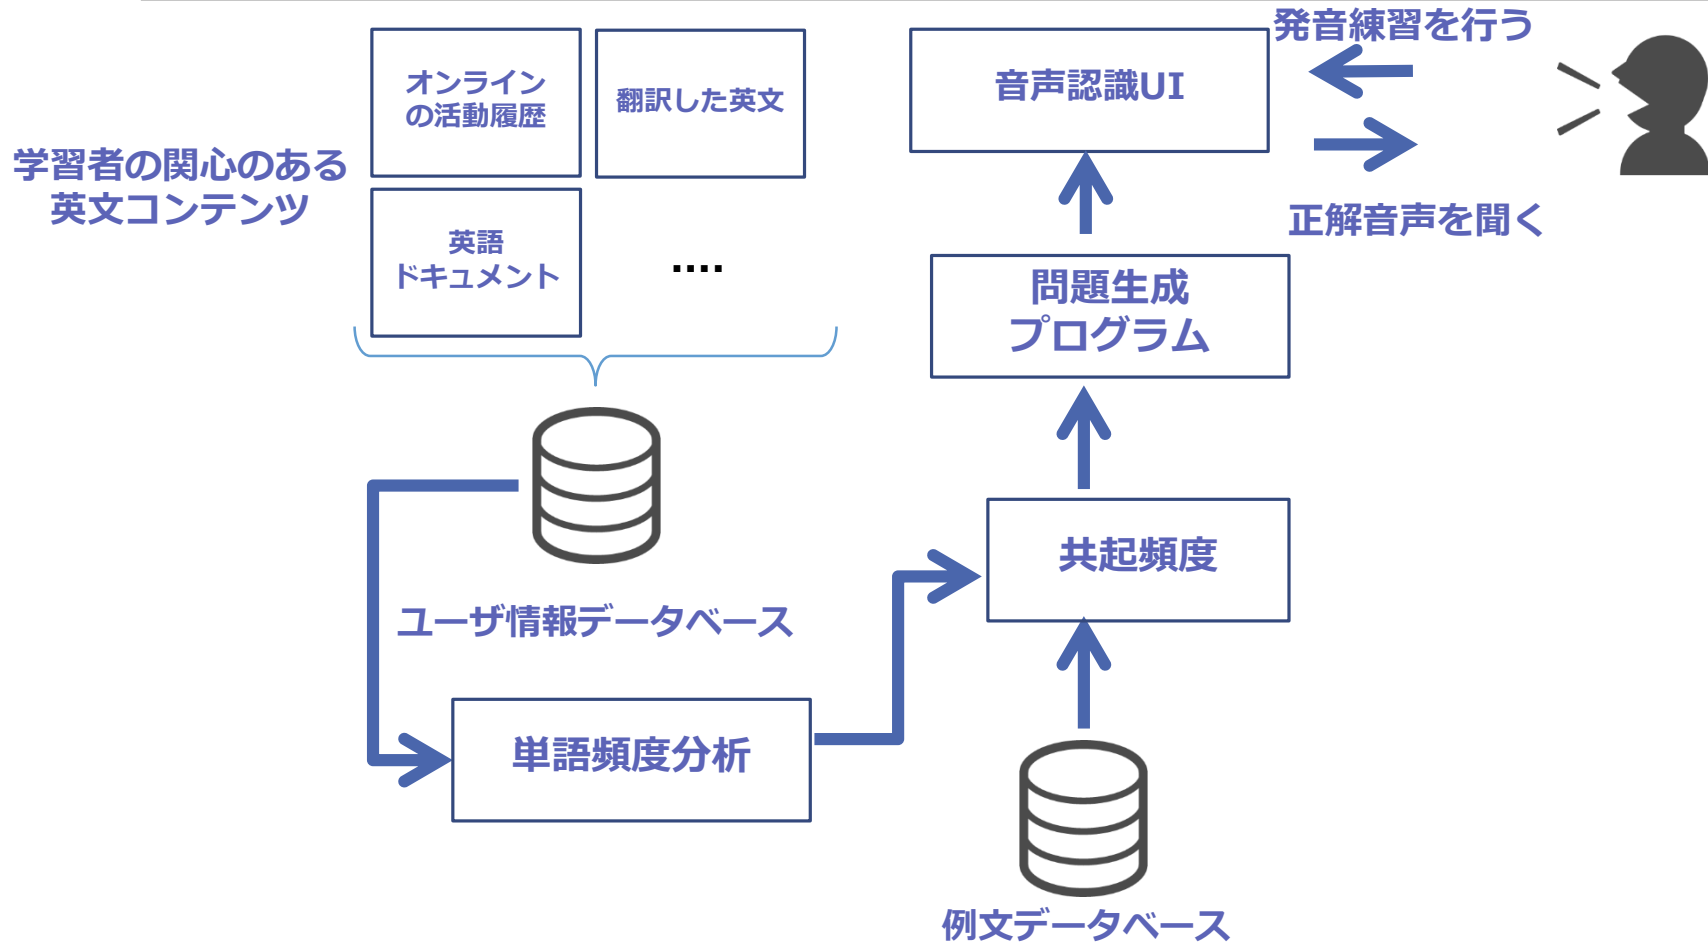 学習者の関心のある
英文コンテンツ
オンライン
の活動履歴
翻訳した英文
英語
ドキュメント
....
ユーザ情報データベース
単語頻度分析
音声認識UI
発音練習を行う
正解音声を聞く
問題生成
プログラム
共起頻度
例文データベース